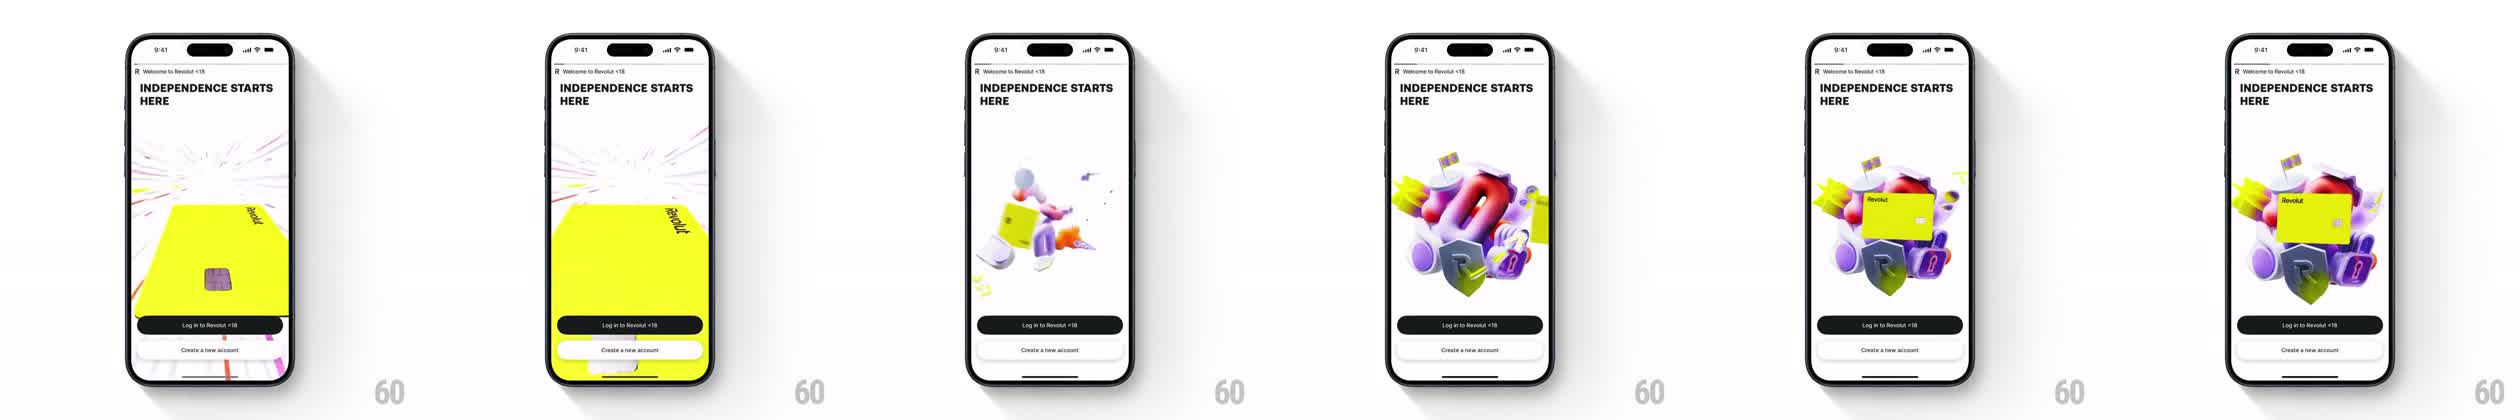 9:41
R Welcome to Revolut <18
INDEPENDENCE STARTS
HERE
Revolut
Log in to Revolut <18
Create a new account
60
9:41
R Welcome to Revolut <18
INDEPENDENCE STARTS
HERE
Revolut
Log in to Revolut <18
Create a new account
60
9:41
R Welcome to Revolut <18
INDEPENDENCE STARTS
HERE
Log in to Revolut <18
Create a new account
60
9:41
R Welcome to Revolut <18
INDEPENDENCE STARTS
HERE
R
Log in to Revolut <18
Create a new account
60
9:41
R Welcome to Revolut <18
INDEPENDENCE STARTS
HERE
Revolut
R
Log in to Revolut <18
Create a new account
60
9:41
R Welcome to Revolut <18
INDEPENDENCE STARTS
HERE
Revolut
R
Log in to Revolut <18
Create a new account
60